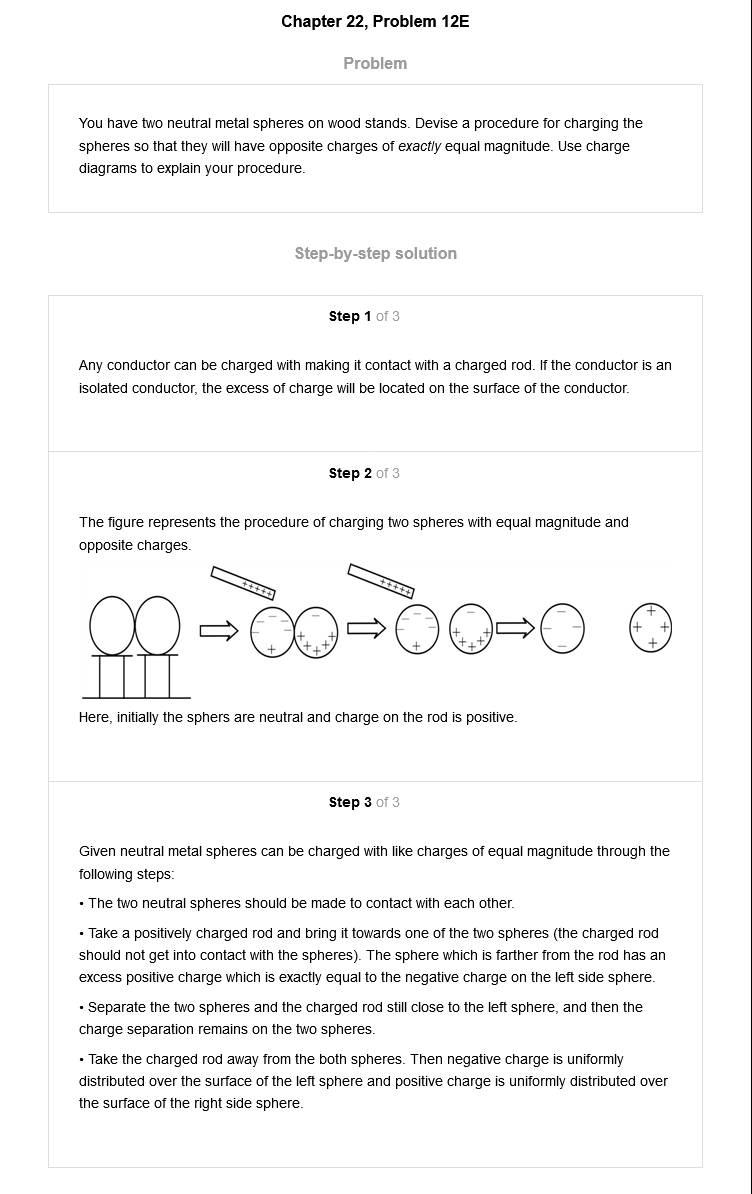 Chapter 22, Problem 12E
Problem
You have two neutral metal spheres on wood stands. Devise a procedure for charging the
spheres so that they will have opposite charges of exactly equal magnitude. Use charge
diagrams to explain your procedure.
Step-by-step solution
Step 1 of 3
Any conductor can be charged with making it contact with a charged rod. If the conductor is an
isolated conductor, the excess of charge will be located on the surface of the conductor.
Step 2 of 3
The figure represents the procedure of charging two spheres with equal magnitude and
opposite charges.
Here, initially the sphers are neutral and charge on the rod is positive.
Step 3 of 3
Given neutral metal spheres can be charged with like charges of equal magnitude through the
following steps:
• The two neutral spheres should be made to contact with each other.
• Take a positively charged rod and bring it towards one of the two spheres (the charged rod
should not get into contact with the spheres). The sphere which is farther from the rod has an
excess positive charge which is exactly equal to the negative charge on the left side sphere.
• Separate the two spheres and the charged rod still close to the left sphere, and then the
charge separation remains on the two spheres.
• Take the charged rod away from the both spheres. Then negative charge is uniformly
distributed over the surface of the left sphere and positive charge is uniformly distributed over
the surface of the right side sphere.